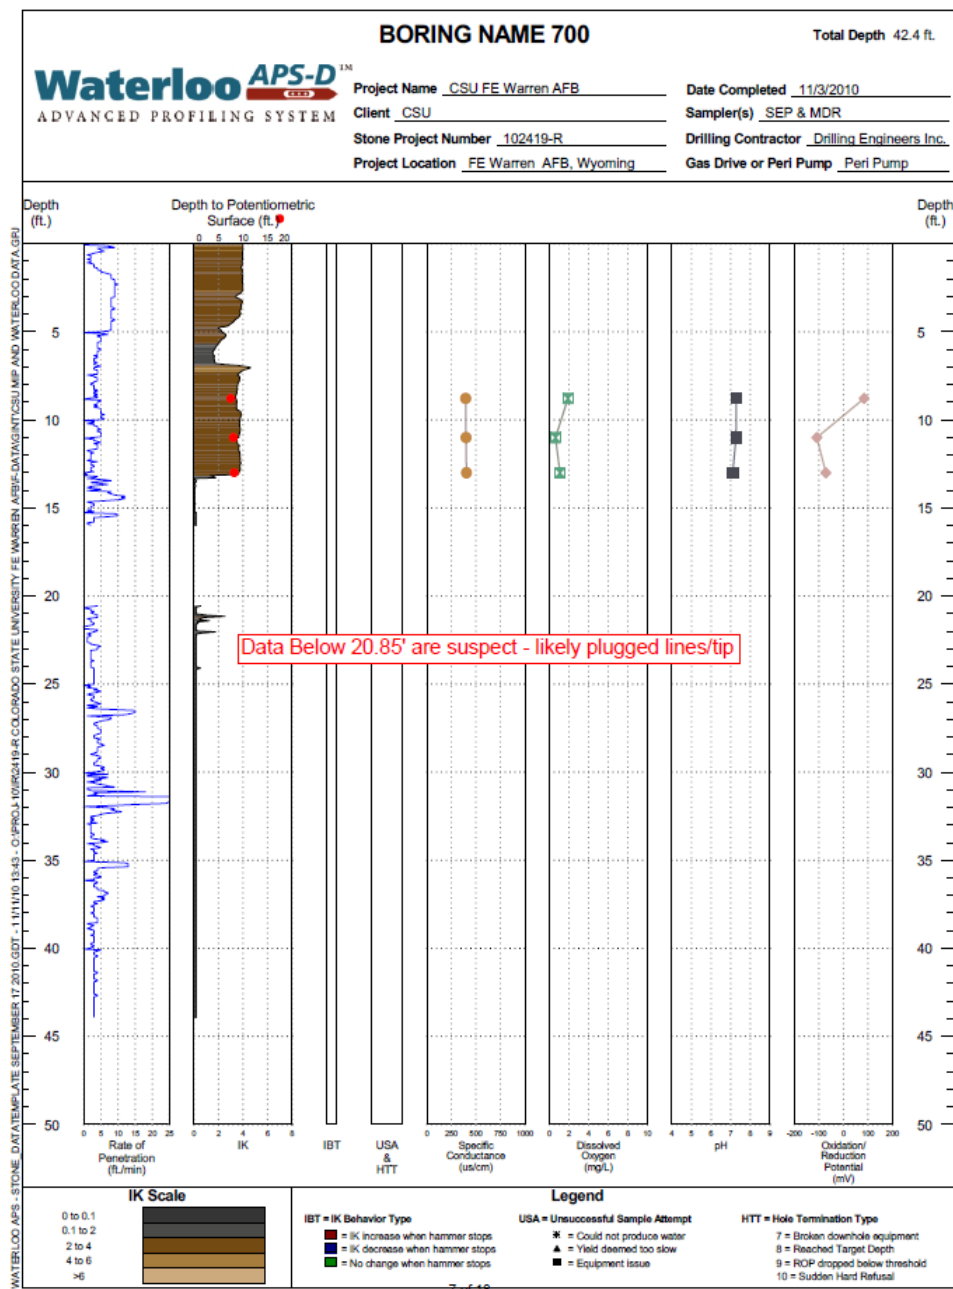 BORING NAME 700
Total Depth 42.4 ft.
Waterloo APS-D™
ADVANCED PROFILING SYSTEM
Project Name CSU FE Warren AFB
Date Completed 11/3/2010
Client CSU
Sampler(s) SEP & MDR
Stone Project Number 102419-R
Drilling Contractor Drilling Engineers Inc.
Project Location FE Warren AFB, Wyoming
Gas Drive or Peri Pump Peri Pump
Depth
(ft.)
Depth to Potentiometric
Surface (ft.)
Depth
(ft.)
0 5 10 15 20
5 5
10 10
15 15
20 20
Data Below 20.85' are suspect - likely plugged lines/tip
25 25
30 30
35 35
40 40
45 45
50 50
0 5 10 15 20 25
Rate of
Penetration
(ft./min)
0 2 4 6 8
IK
IBT
USA
&
HTT
0 250 500 750 1000
Specific
Conductance
(us/cm)
0 2 4 6 8 10
Dissolved
Oxygen
(mg/L)
4 5 6 7 8 9
pH
-200 -100 0 100 200
Oxidation/
Reduction
Potential
(mV)
IK Scale
0 to 0.1
0.1 to 2
2 to 4
4 to 6
>6
Legend
IBT = IK Behavior Type
= IK increase when hammer stops
= IK decrease when hammer stops
= No change when hammer stops
USA = Unsuccessful Sample Attempt
= Could not produce water
= Yield deemed too slow
= Equipment issue
HTT = Hole Termination Type
7 = Broken downhole equipment
8 = Reached Target Depth
9 = ROP dropped below threshold
10 = Sudden Hard Refusal